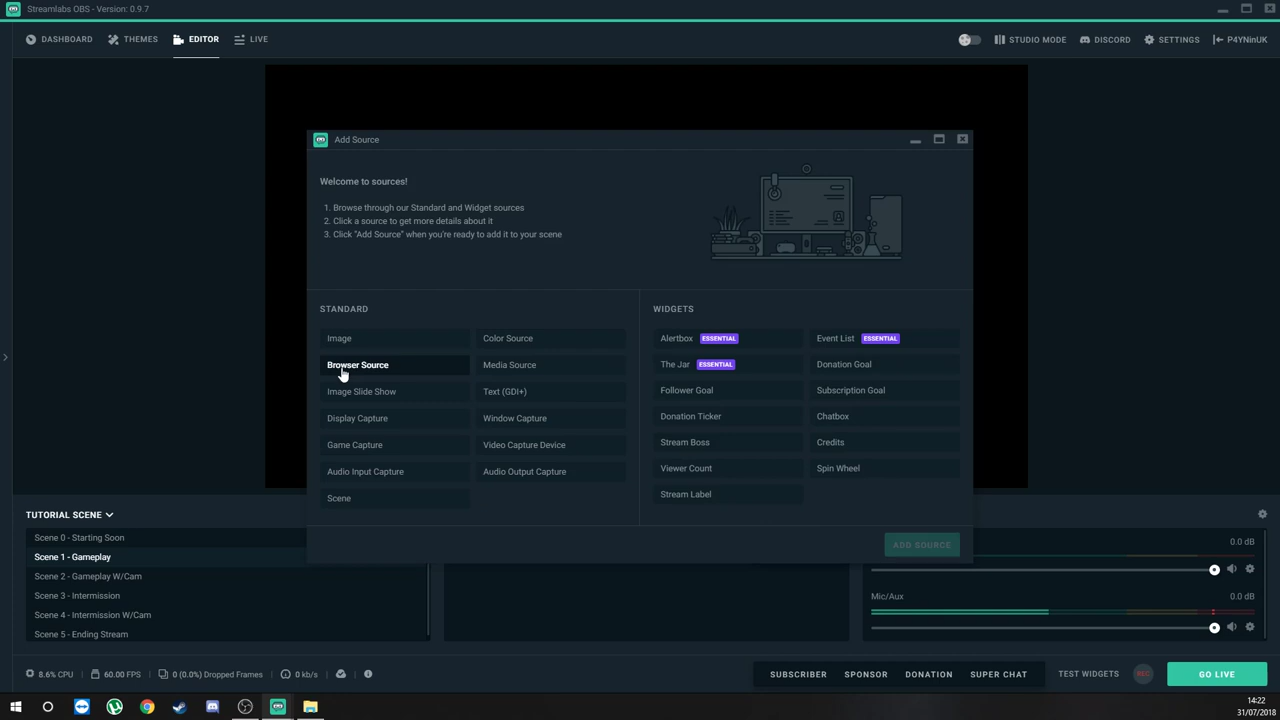 Streamlabs OBS - Version: 0.9.7
DASHBOARD THEMES EDITOR LIVE STUDIO MODE DISCORD SETTINGS P4YNinUK
Add Source
Welcome to sources!
1. Browse through our Standard and Widget sources
2. Click a source to get more details about it
3. Click "Add Source" when you're ready to add it to your scene
STANDARD
Image Color Source
Browser Source Media Source
Image Slide Show Text (GDI+)
Display Capture Window Capture
Game Capture Video Capture Device
Audio Input Capture Audio Output Capture
Scene
WIDGETS
Alertbox ESSENTIAL Event List ESSENTIAL
The Jar ESSENTIAL Donation Goal
Follower Goal Subscription Goal
Donation Ticker Chatbox
Stream Boss Credits
Viewer Count Spin Wheel
Stream Label
ADD SOURCE
TUTORIAL SCENE
Scene 0 - Starting Soon
Scene 1 - Gameplay
Scene 2 - Gameplay W/Cam
Scene 3 - Intermission
Scene 4 - Intermission W/Cam
Scene 5 - Ending Stream
0.0 dB
Mic/Aux 0.0 dB
8.6% CPU 60.00 FPS 0 (0.0%) Dropped Frames 0 kb/s
SUBSCRIBER SPONSOR DONATION SUPER CHAT TEST WIDGETS REC GO LIVE
14:22
31/07/2018